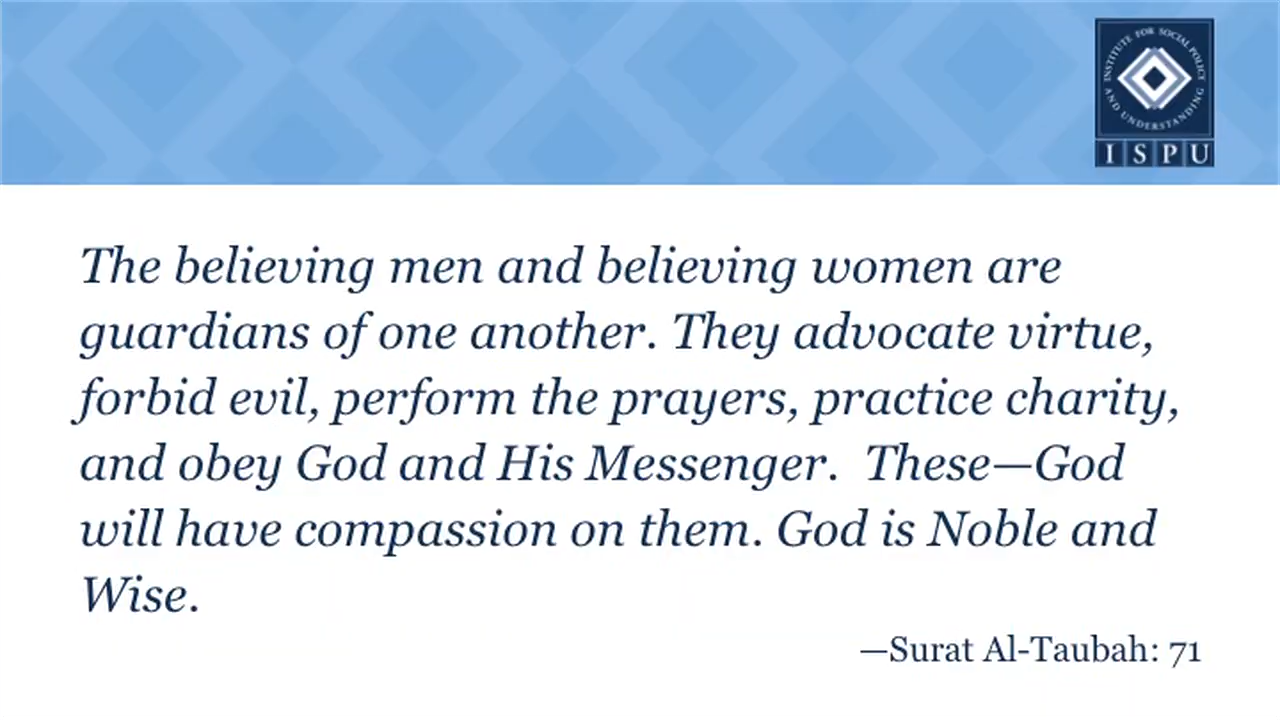 INSTITUTE FOR SOCIAL POLICY
AND UNDERSTANDING
ISPU
The believing men and believing women are
guardians of one another. They advocate virtue,
forbid evil, perform the prayers, practice charity,
and obey God and His Messenger.  These—God
will have compassion on them. God is Noble and
Wise.
—Surat Al-Taubah: 71